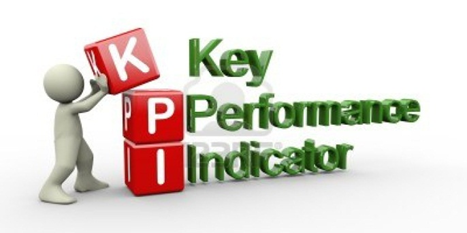 K Key
P Performance
I Indicator